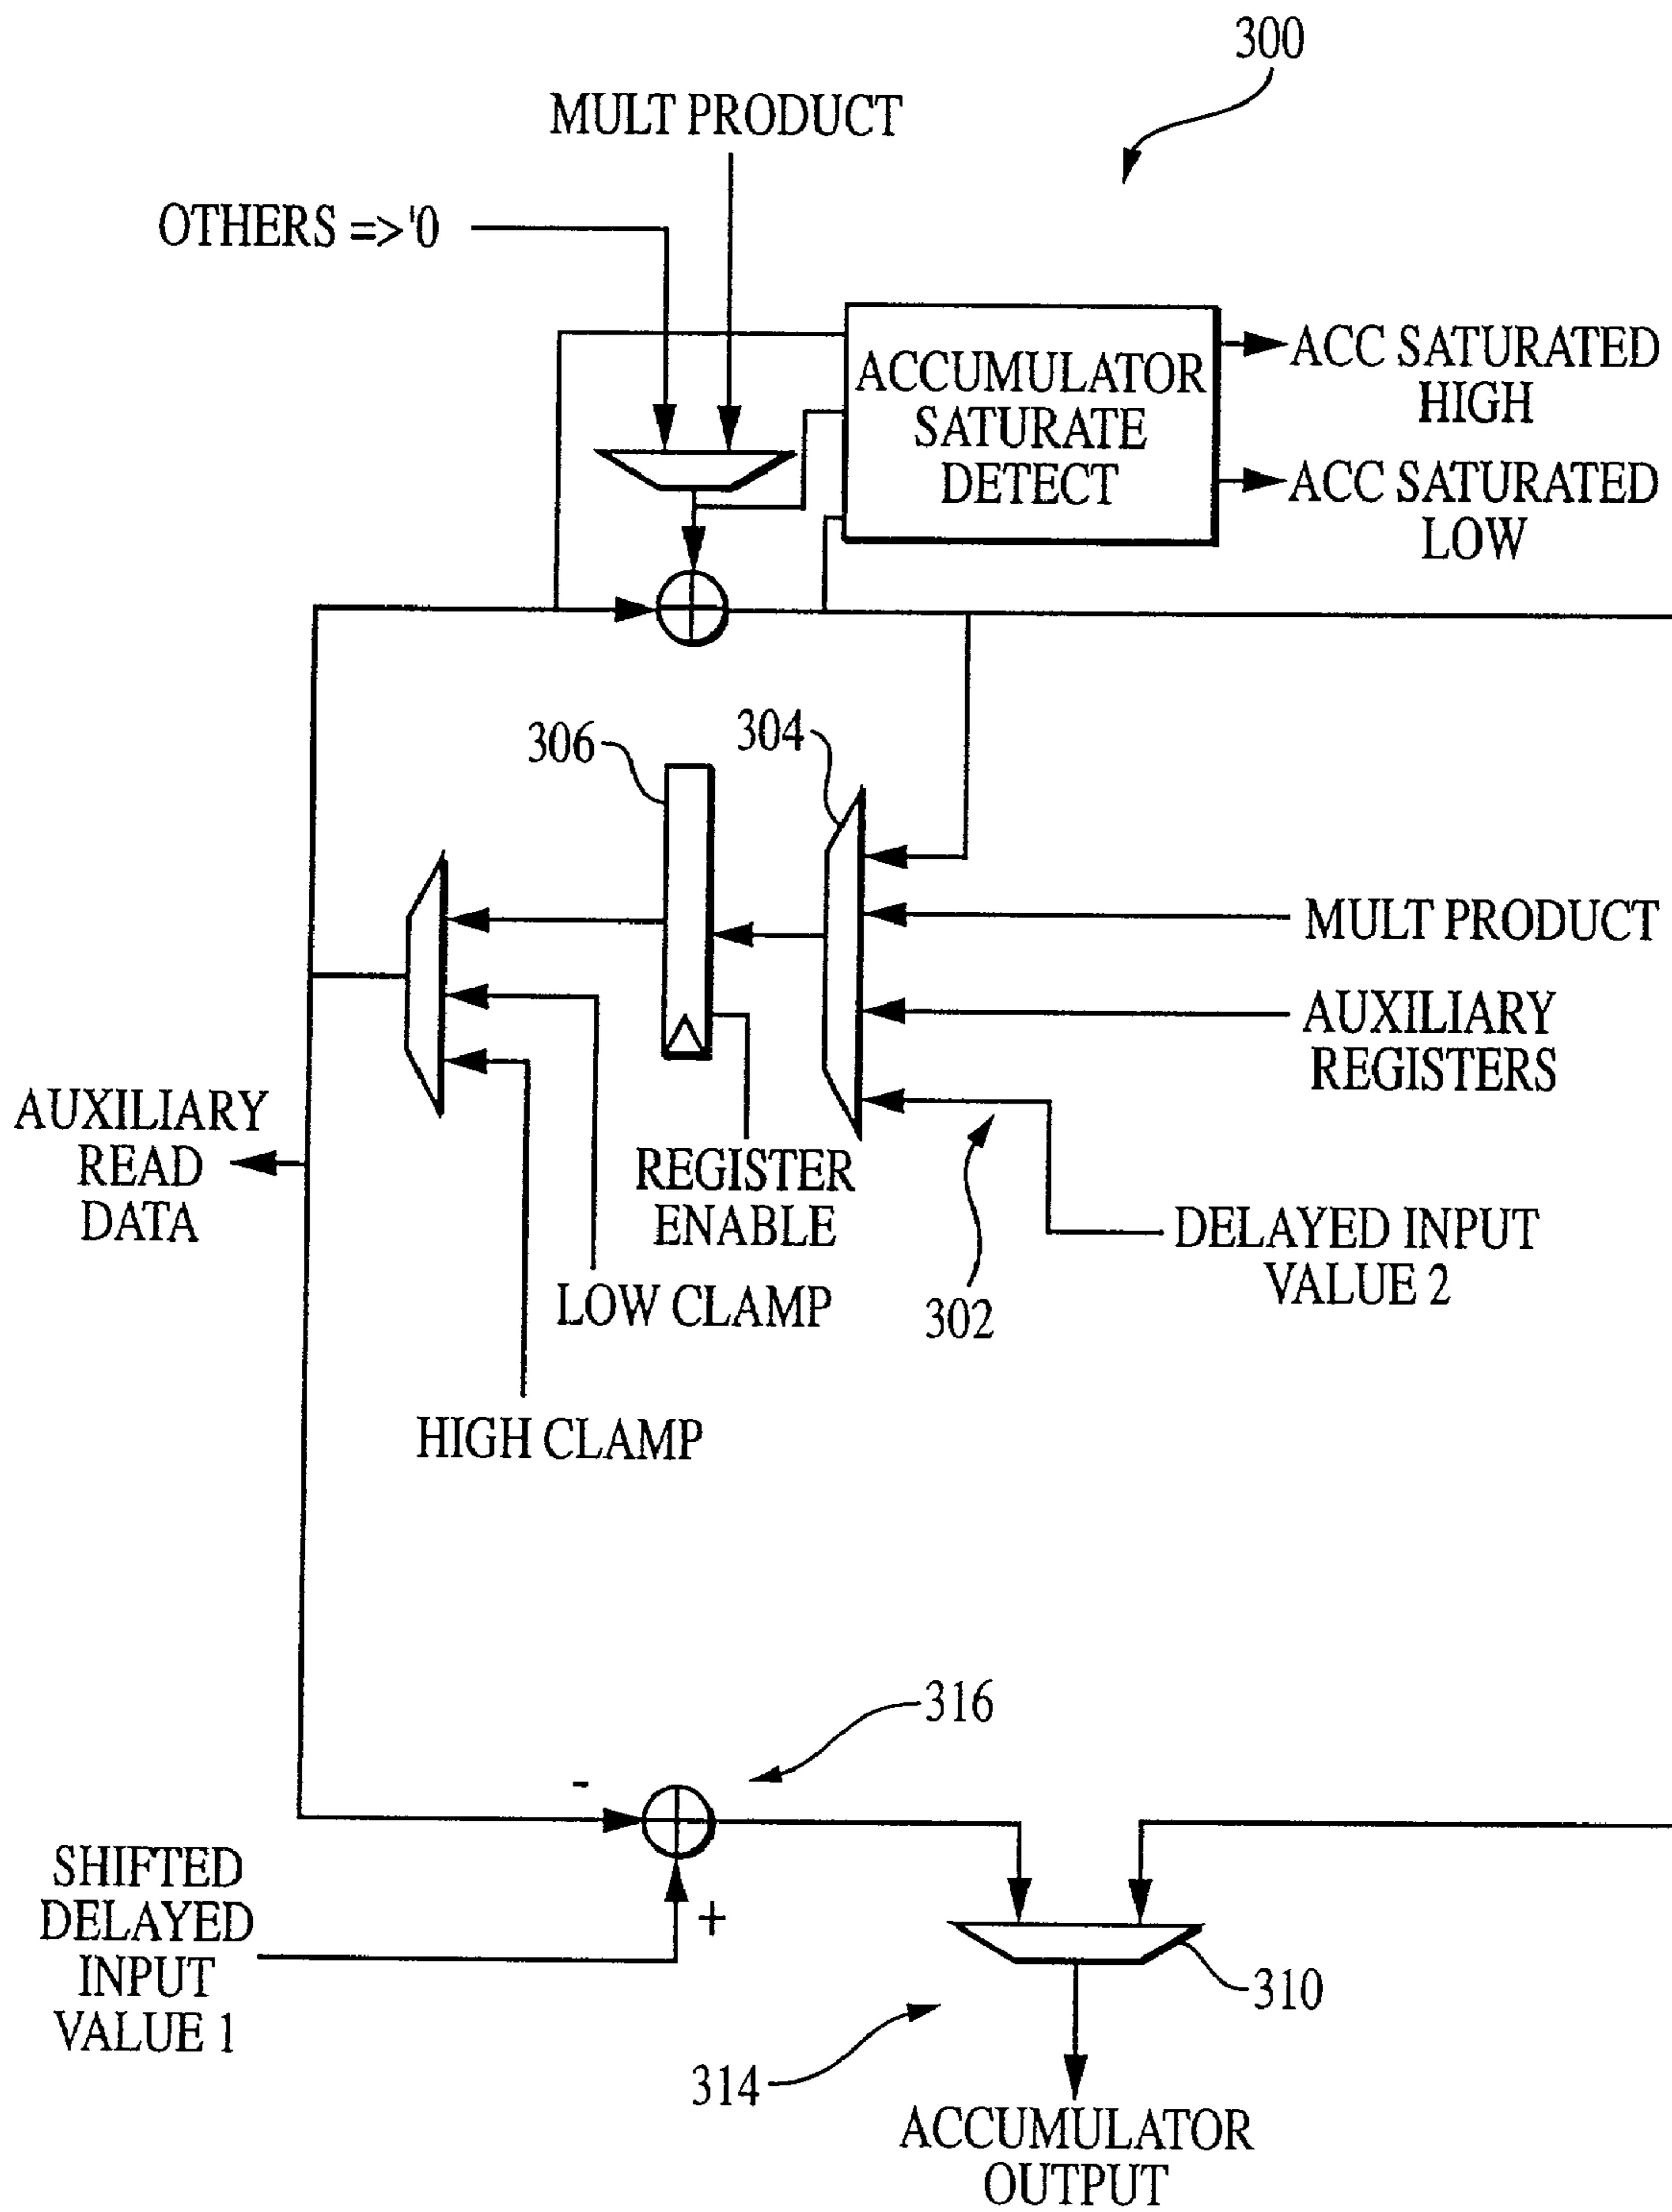 300
MULT PRODUCT
OTHERS =>'0
ACCUMULATOR
SATURATE
DETECT
ACC SATURATED
HIGH
ACC SATURATED
LOW
306
304
MULT PRODUCT
AUXILIARY
REGISTERS
AUXILIARY
READ
DATA
REGISTER
ENABLE
302
DELAYED INPUT
VALUE 2
LOW CLAMP
HIGH CLAMP
316
-
+
SHIFTED
DELAYED
INPUT
VALUE 1
310
314
ACCUMULATOR
OUTPUT